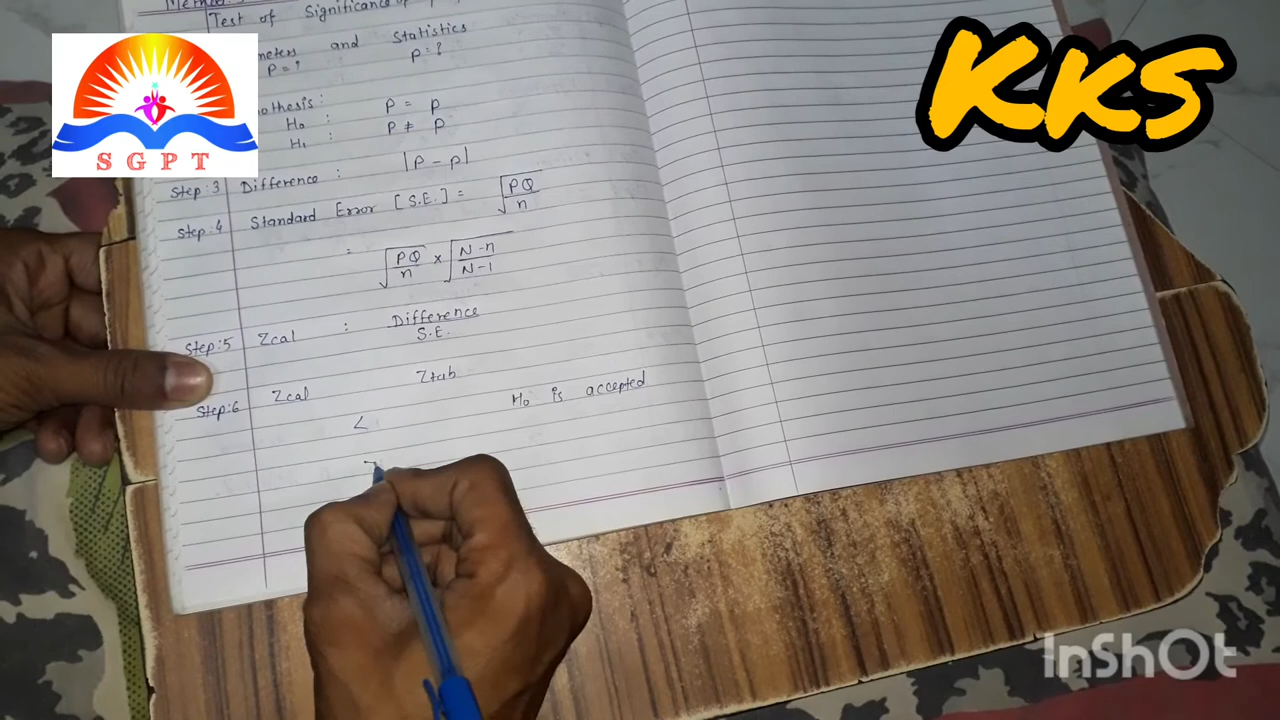 Test of Significance of
meters and Statistics
P = ? p = ?
othesis :
H₀ : P = p
H₁ : P ≠ p
Step:3 Difference : |P - p|
Step:4 Standard Error [S.E.] = √PQ/n
= √PQ/n × √N-n/N-1
Step:5 Zcal : Difference/S.E.
Step:6 Zcal Ztab
< H₀ is accepted
SGPT
KKS
InShOt